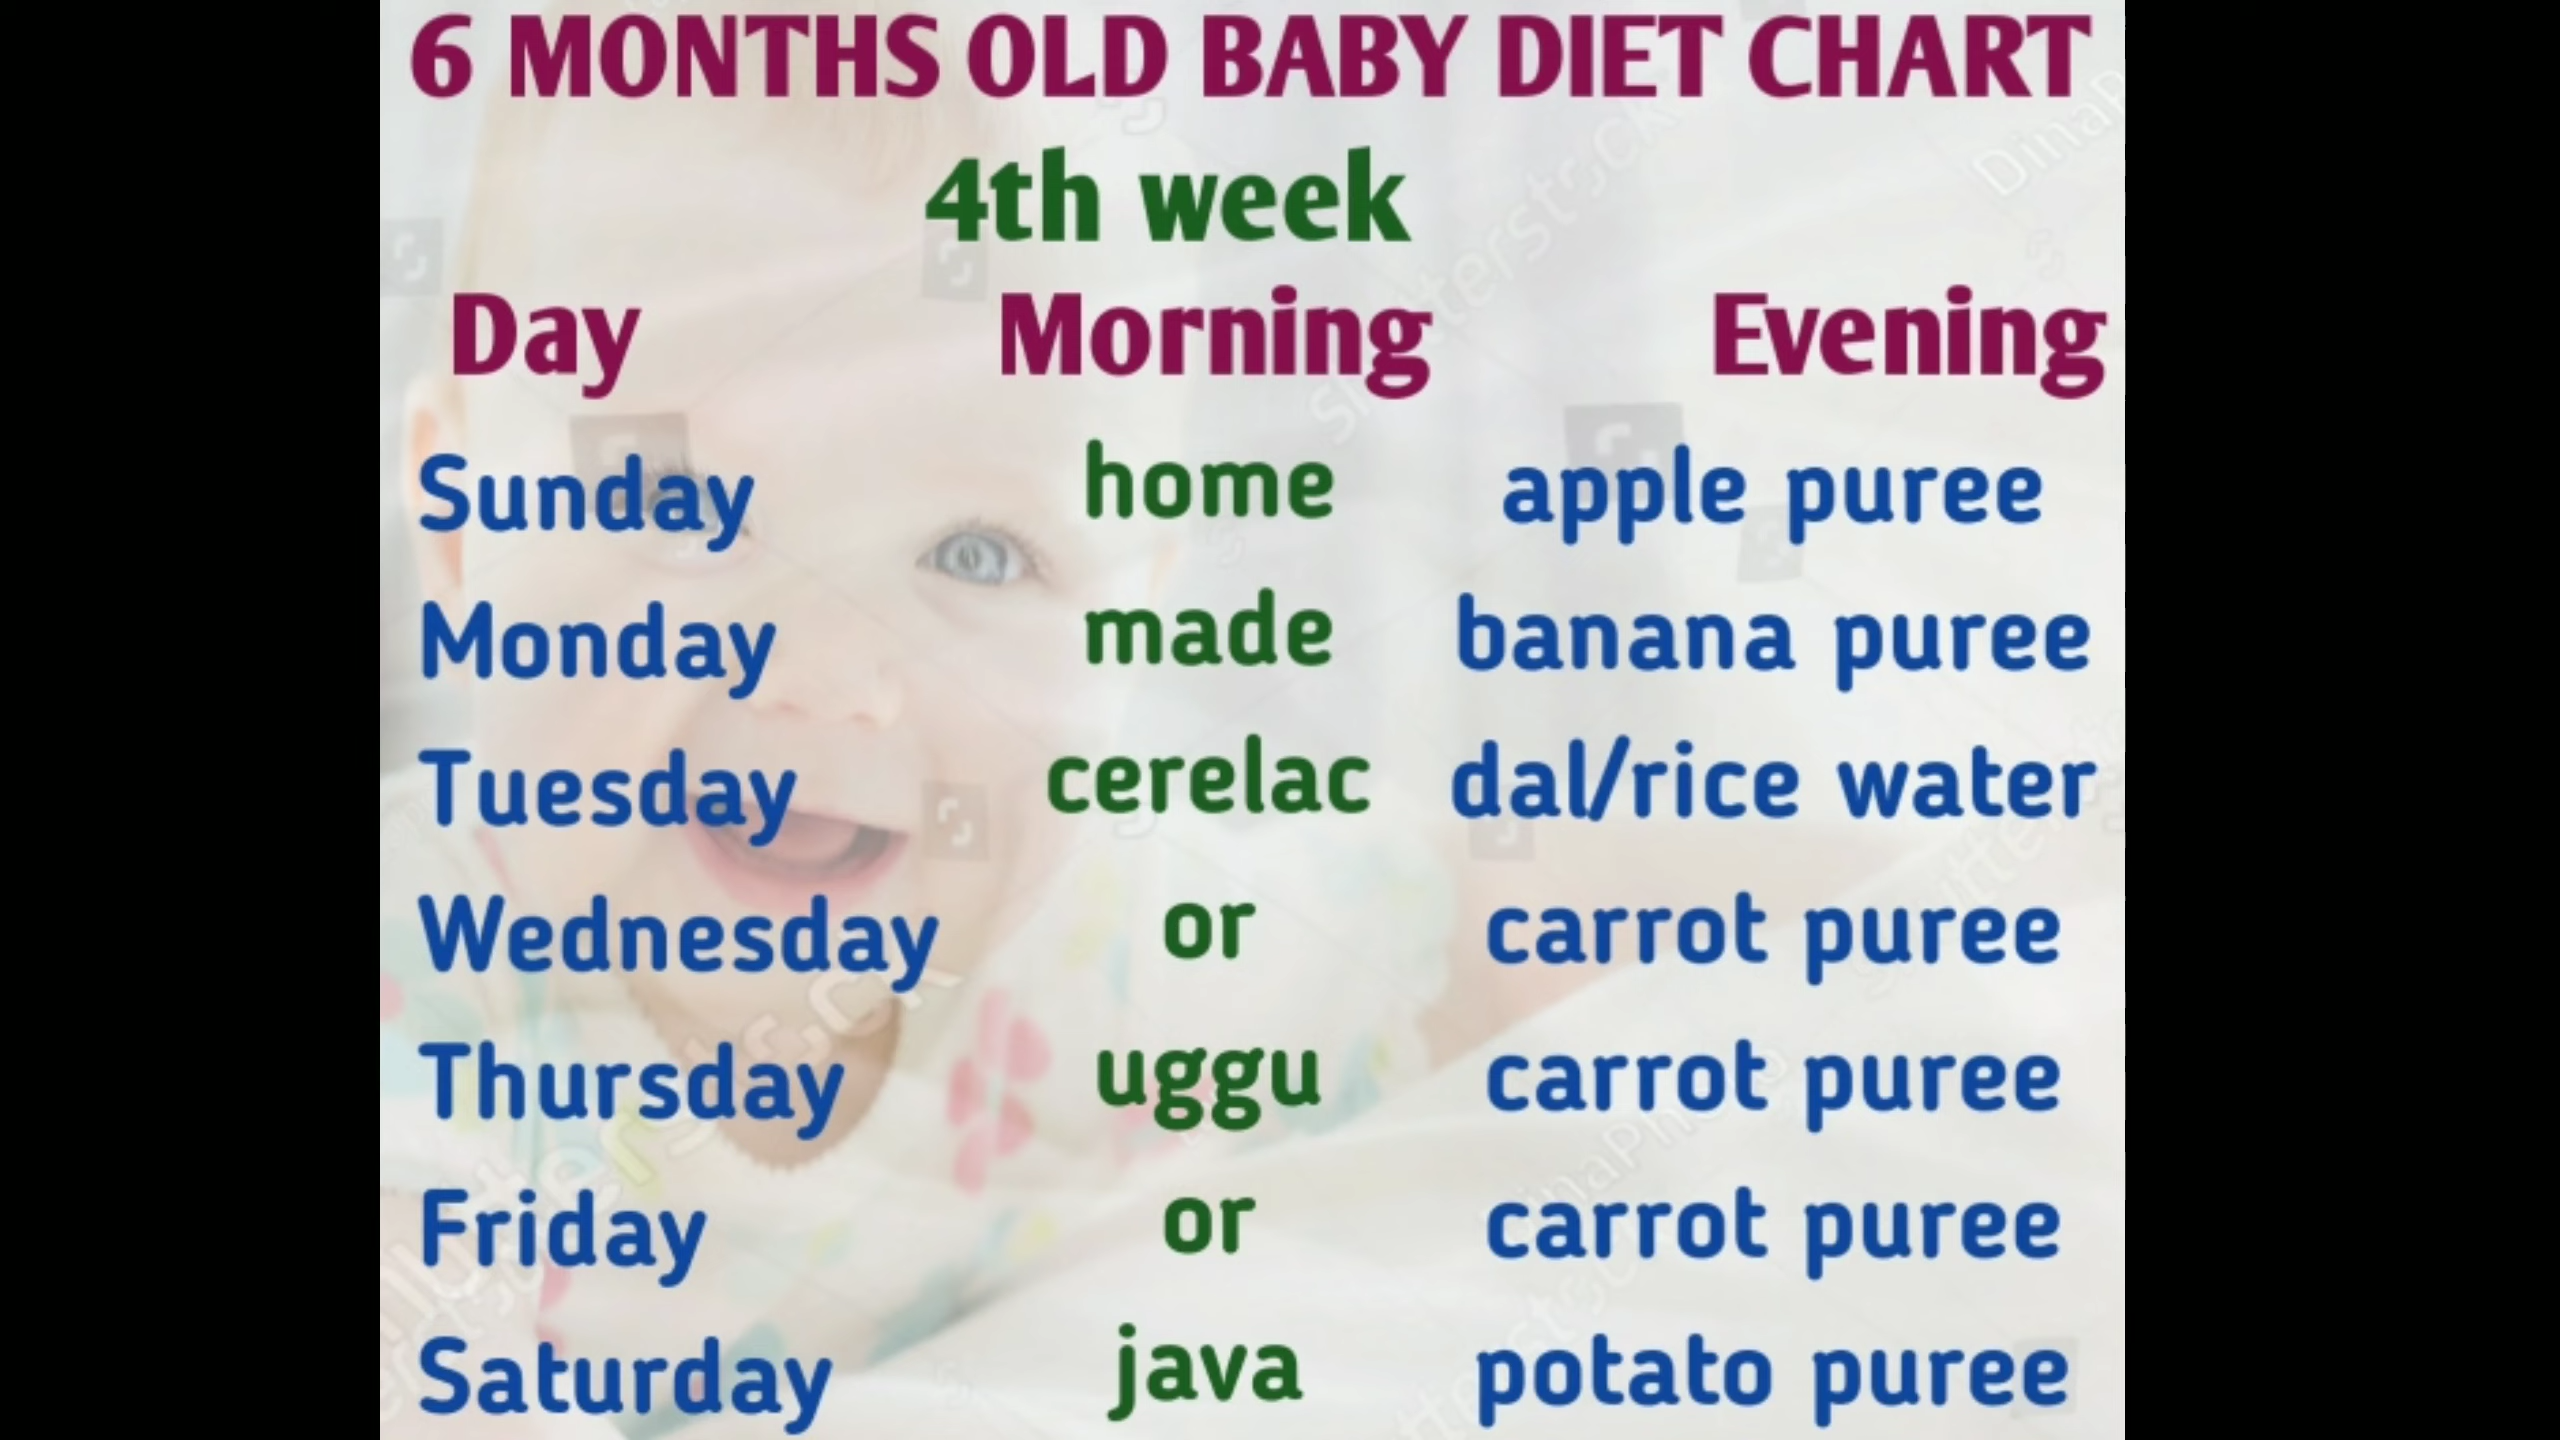 6 MONTHS OLD BABY DIET CHART
4th week
Day Morning Evening
Sunday home apple puree
Monday made banana puree
Tuesday cerelac dal/rice water
Wednesday or carrot puree
Thursday uggu carrot puree
Friday or carrot puree
Saturday java potato puree